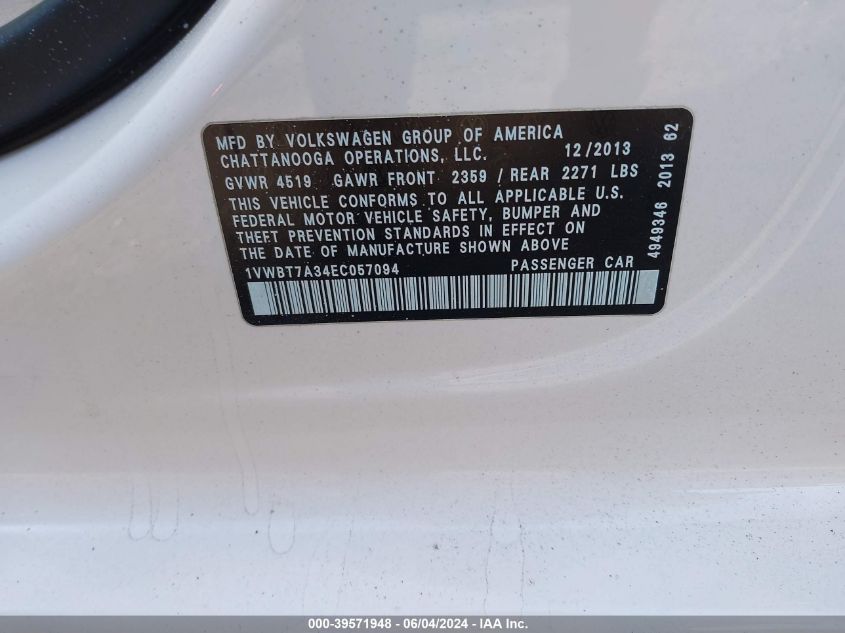 MFD BY VOLKSWAGEN GROUP OF AMERICA
CHATTANOOGA OPERATIONS, LLC. 12/2013
GVWR 4519 GAWR FRONT 2359 / REAR 2271 LBS
THIS VEHICLE CONFORMS TO ALL APPLICABLE U.S.
FEDERAL MOTOR VEHICLE SAFETY, BUMPER AND
THEFT PREVENTION STANDARDS IN EFFECT ON
THE DATE OF MANUFACTURE SHOWN ABOVE
1VWBT7A34EC057094 PASSENGER CAR
4949346 2013 62
000-39571948 - 06/04/2024 - IAA Inc.